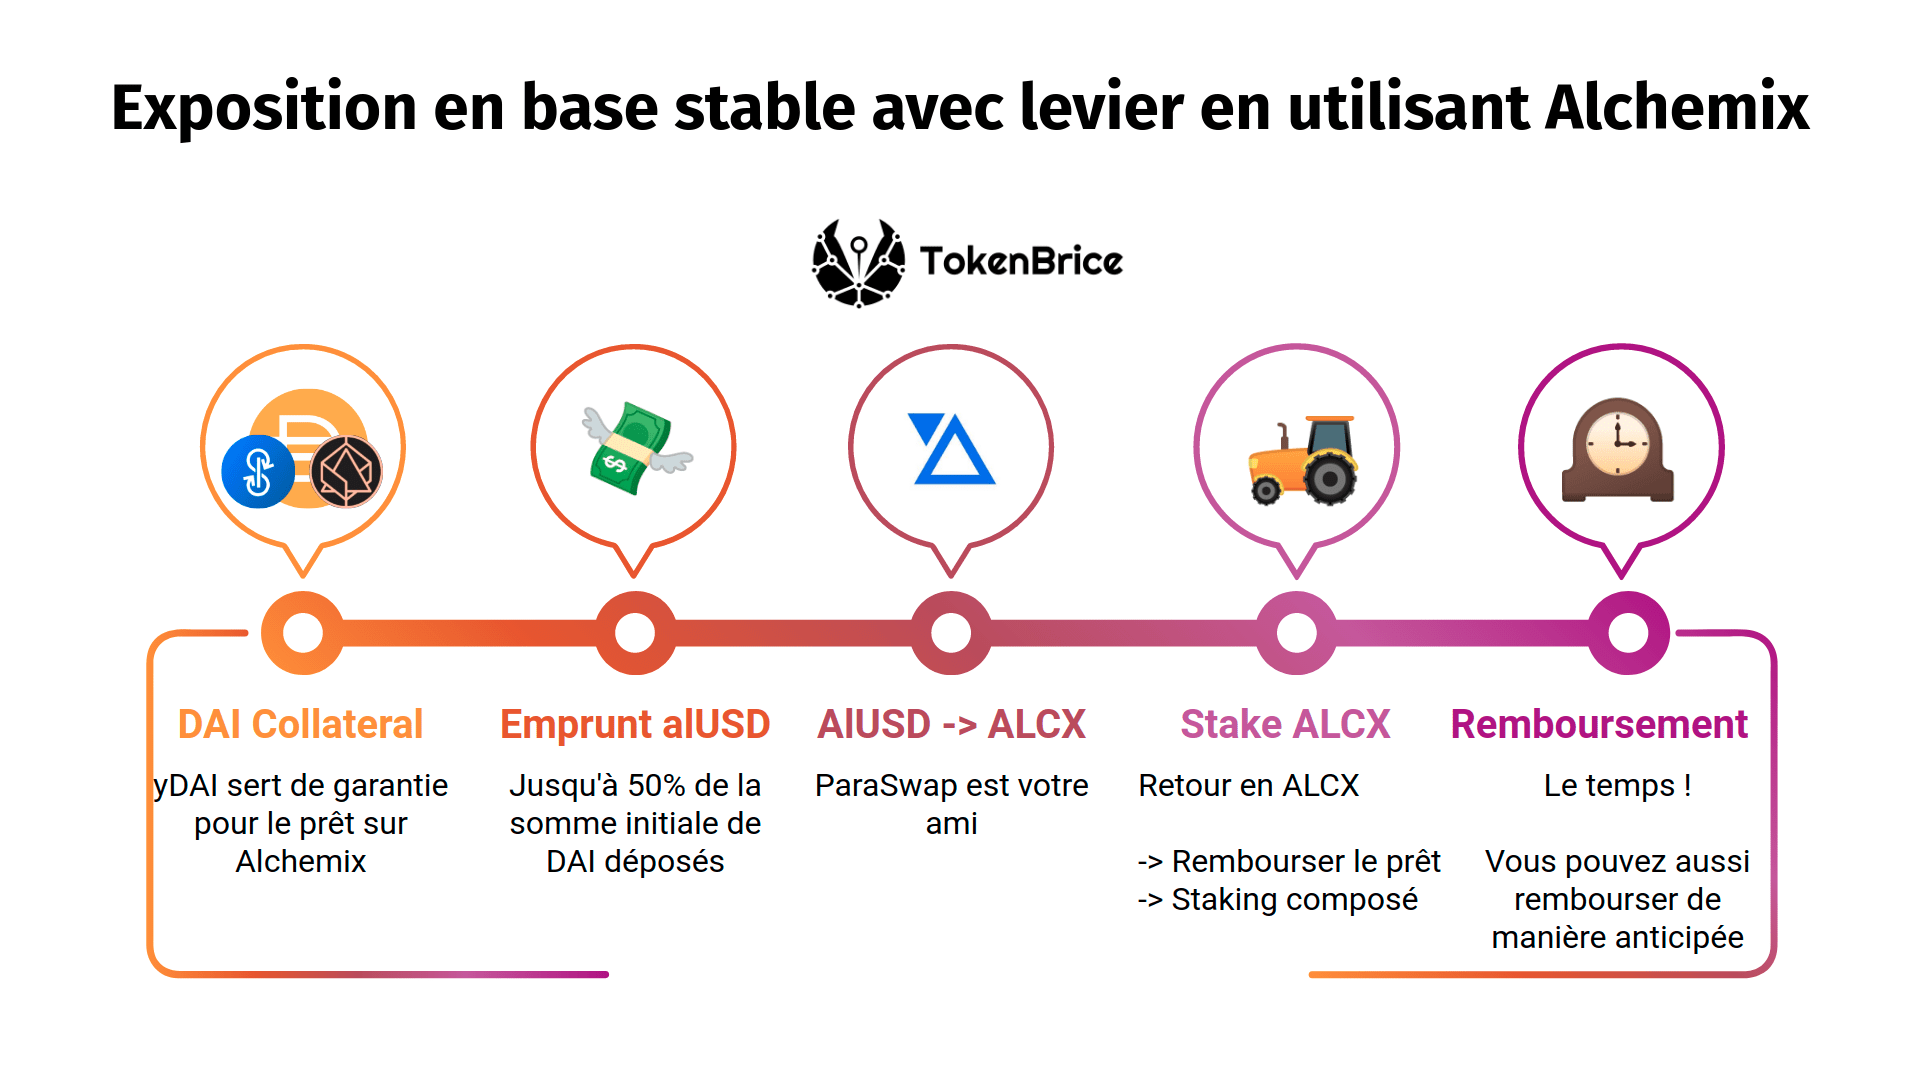 Exposition en base stable avec levier en utilisant Alchemix
TokenBrice
DAI Collateral
yDAI sert de garantie
pour le prêt sur
Alchemix
Emprunt alUSD
Jusqu'à 50% de la
somme initiale de
DAI déposés
AlUSD -> ALCX
ParaSwap est votre
ami
Stake ALCX
Retour en ALCX
-> Rembourser le prêt
-> Staking composé
Remboursement
Le temps !
Vous pouvez aussi
rembourser de
manière anticipée